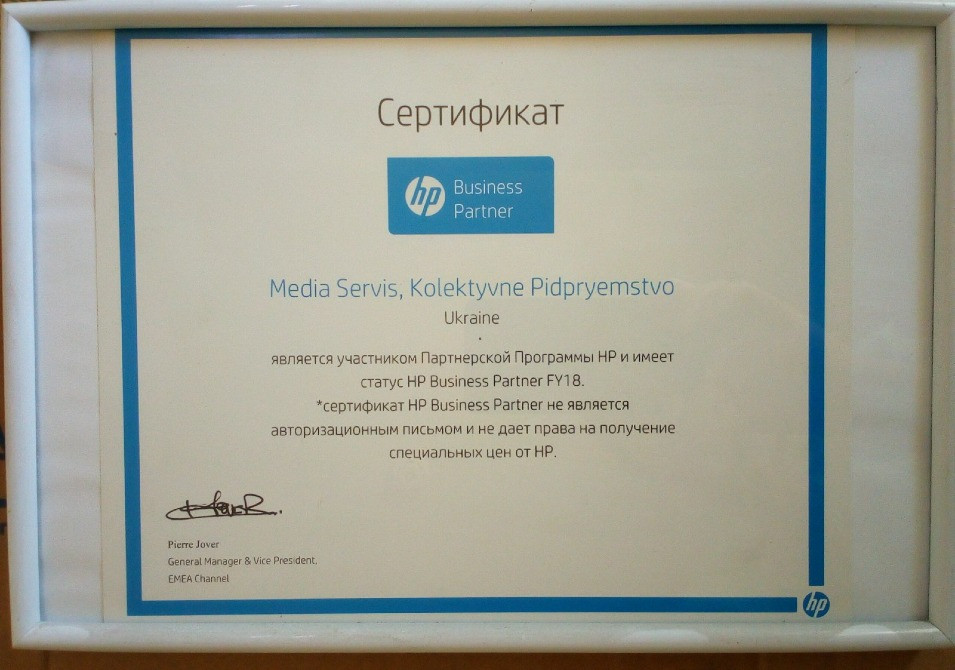 Сертификат
hp Business
Partner
Media Servis, Kolektyvne Pidpryemstvo
Ukraine
является участником Партнерской Программы HP и имеет
статус HP Business Partner FY18.
*сертификат HP Business Partner не является
авторизационным письмом и не дает права на получение
специальных цен от HP.
Pierre Jover
General Manager & Vice President,
EMEA Channel
hp